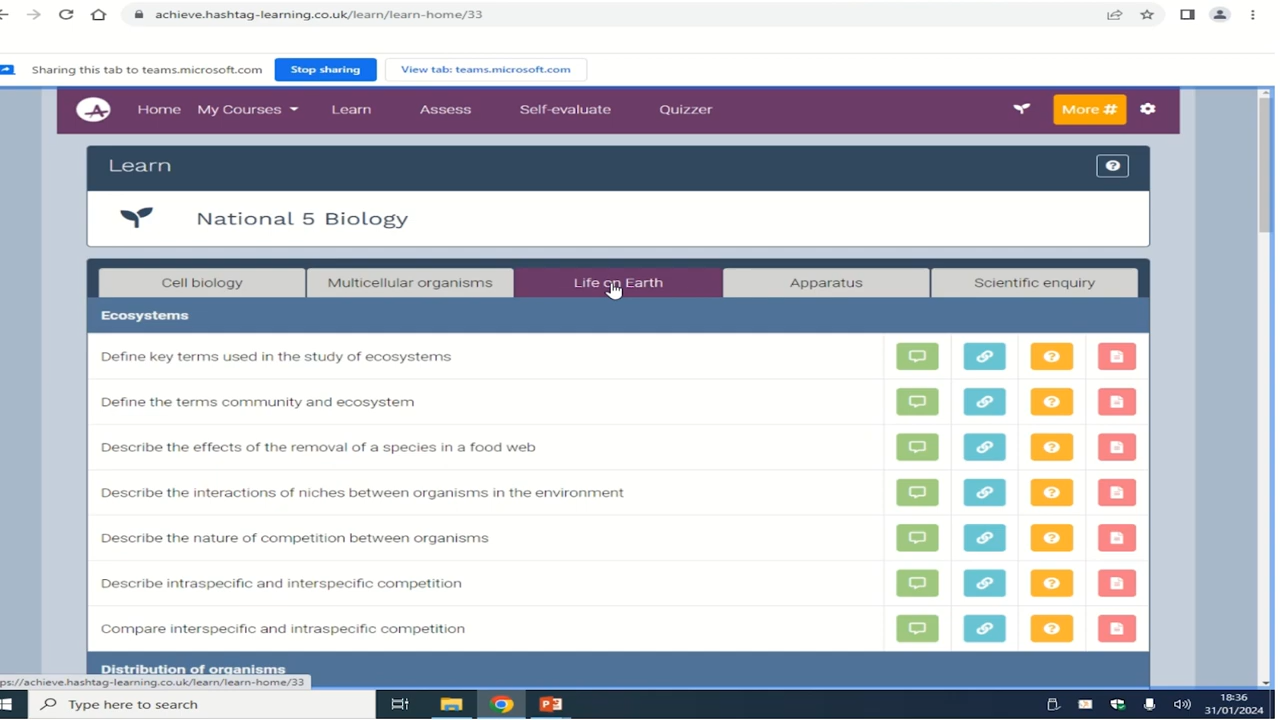 achieve.hashtag-learning.co.uk/learn/learn-home/33
Sharing this tab to teams.microsoft.com Stop sharing View tab: teams.microsoft.com
Home My Courses Learn Assess Self-evaluate Quizzer More #
Learn
National 5 Biology
Cell biology Multicellular organisms Life on Earth Apparatus Scientific enquiry
Ecosystems
Define key terms used in the study of ecosystems
Define the terms community and ecosystem
Describe the effects of the removal of a species in a food web
Describe the interactions of niches between organisms in the environment
Describe the nature of competition between organisms
Describe intraspecific and interspecific competition
Compare interspecific and intraspecific competition
Distribution of organisms
ps://achieve.hashtag-learning.co.uk/learn/learn-home/33
Type here to search
18:36
31/01/2024